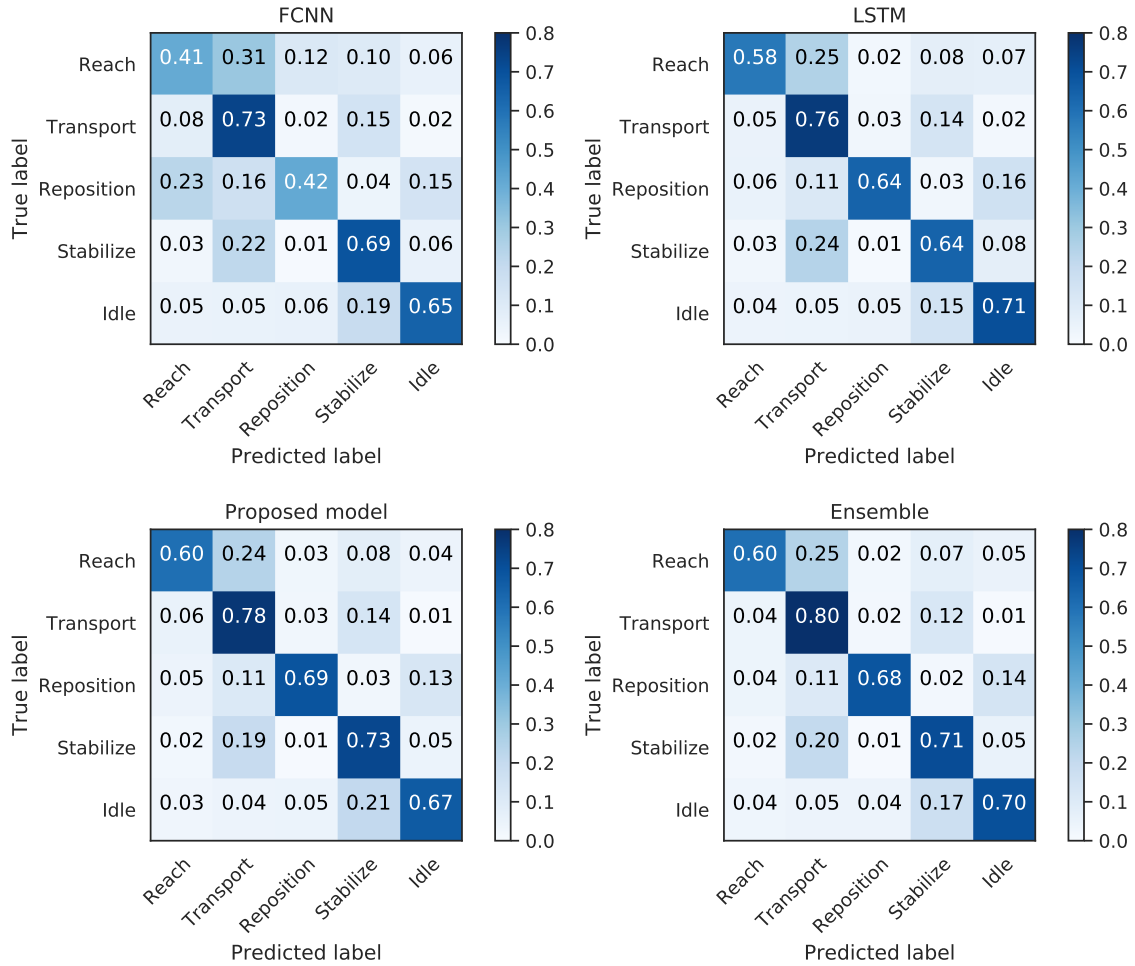 FCNN
Reach 0.41 0.31 0.12 0.10 0.06
Transport 0.08 0.73 0.02 0.15 0.02
Reposition 0.23 0.16 0.42 0.04 0.15
Stabilize 0.03 0.22 0.01 0.69 0.06
Idle 0.05 0.05 0.06 0.19 0.65
True label
Reach Transport Reposition Stabilize Idle
Predicted label
0.8
0.7
0.6
0.5
0.4
0.3
0.2
0.1
0.0
LSTM
Reach 0.58 0.25 0.02 0.08 0.07
Transport 0.05 0.76 0.03 0.14 0.02
Reposition 0.06 0.11 0.64 0.03 0.16
Stabilize 0.03 0.24 0.01 0.64 0.08
Idle 0.04 0.05 0.05 0.15 0.71
True label
Reach Transport Reposition Stabilize Idle
Predicted label
0.8
0.7
0.6
0.5
0.4
0.3
0.2
0.1
0.0
Proposed model
Reach 0.60 0.24 0.03 0.08 0.04
Transport 0.06 0.78 0.03 0.14 0.01
Reposition 0.05 0.11 0.69 0.03 0.13
Stabilize 0.02 0.19 0.01 0.73 0.05
Idle 0.03 0.04 0.05 0.21 0.67
True label
Reach Transport Reposition Stabilize Idle
Predicted label
0.8
0.7
0.6
0.5
0.4
0.3
0.2
0.1
0.0
Ensemble
Reach 0.60 0.25 0.02 0.07 0.05
Transport 0.04 0.80 0.02 0.12 0.01
Reposition 0.04 0.11 0.68 0.02 0.14
Stabilize 0.02 0.20 0.01 0.71 0.05
Idle 0.04 0.05 0.04 0.17 0.70
True label
Reach Transport Reposition Stabilize Idle
Predicted label
0.8
0.7
0.6
0.5
0.4
0.3
0.2
0.1
0.0